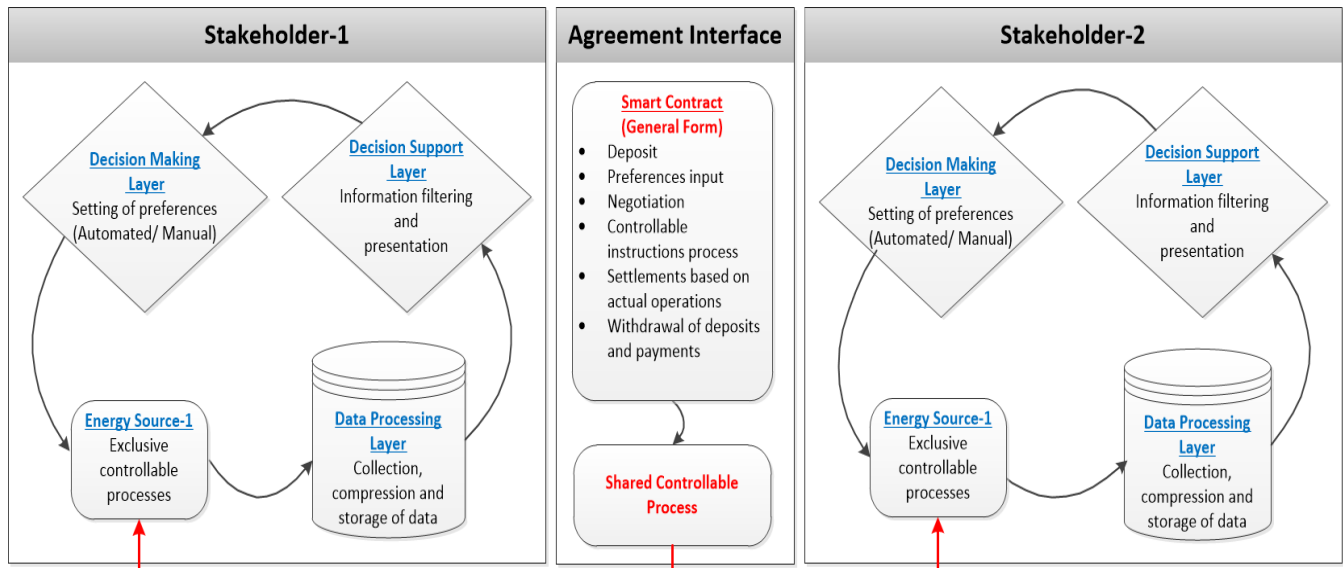 Stakeholder-1
Decision Making
Layer
Setting of preferences
(Automated/ Manual)
Decision Support
Layer
Information filtering
and
presentation
Energy Source-1
Exclusive
controllable
processes
Data Processing
Layer
Collection,
compression and
storage of data
Agreement Interface
Smart Contract
(General Form)
• Deposit
• Preferences input
• Negotiation
• Controllable
instructions process
• Settlements based on
actual operations
• Withdrawal of deposits
and payments
Shared Controllable
Process
Stakeholder-2
Decision Making
Layer
Setting of preferences
(Automated/ Manual)
Decision Support
Layer
Information filtering
and
presentation
Energy Source-1
Exclusive
controllable
processes
Data Processing
Layer
Collection,
compression and
storage of data